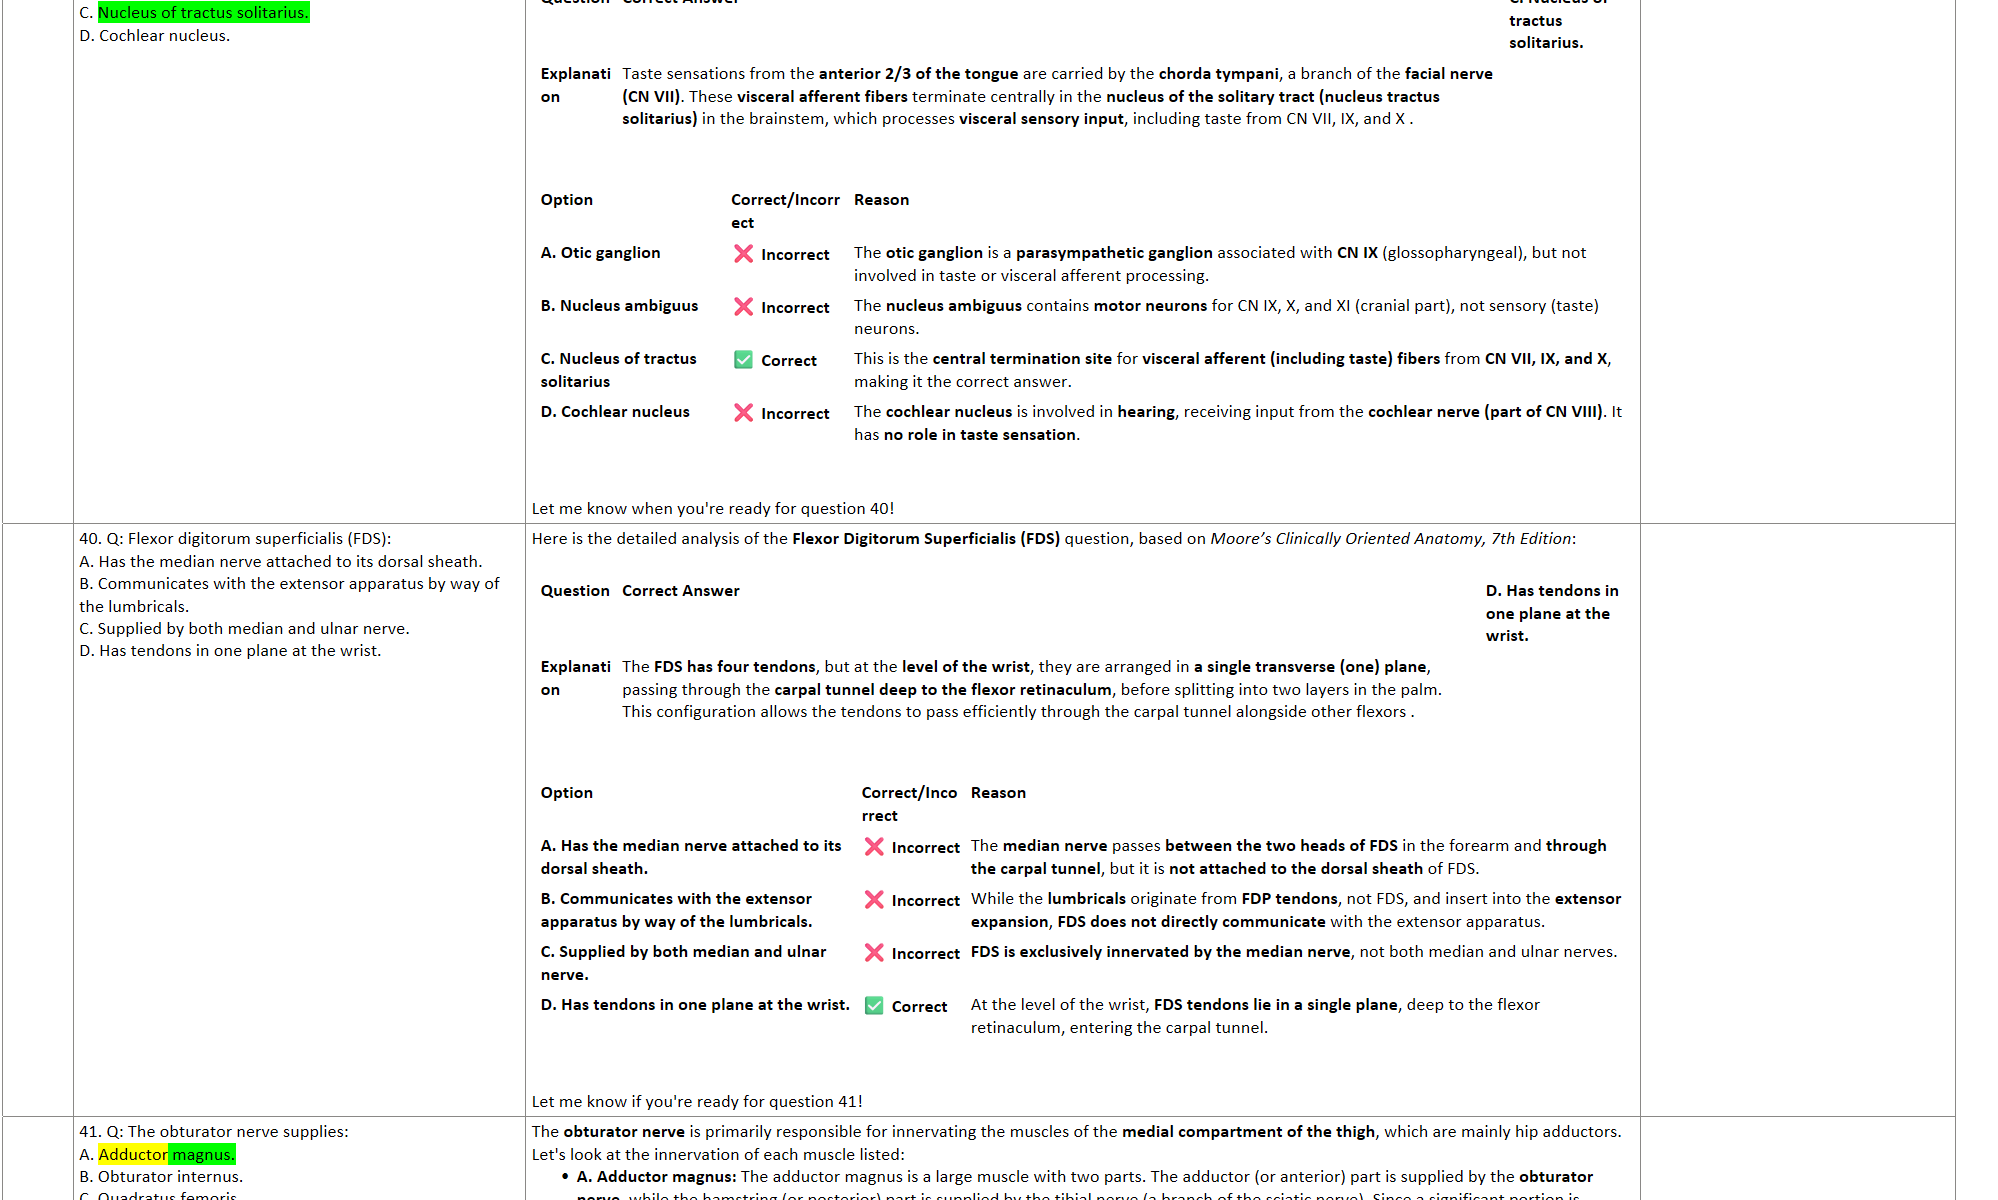 C. Nucleus of tractus solitarius.
D. Cochlear nucleus.
Question Correct Answer
C. Nucleus of
tractus
solitarius.
Explanati
on
Taste sensations from the anterior 2/3 of the tongue are carried by the chorda tympani, a branch of the facial nerve
(CN VII). These visceral afferent fibers terminate centrally in the nucleus of the solitary tract (nucleus tractus
solitarius) in the brainstem, which processes visceral sensory input, including taste from CN VII, IX, and X .
Option
Correct/Incorr
ect
Reason
A. Otic ganglion
❌ Incorrect
The otic ganglion is a parasympathetic ganglion associated with CN IX (glossopharyngeal), but not
involved in taste or visceral afferent processing.
B. Nucleus ambiguus
❌ Incorrect
The nucleus ambiguus contains motor neurons for CN IX, X, and XI (cranial part), not sensory (taste)
neurons.
C. Nucleus of tractus
solitarius
✅ Correct
This is the central termination site for visceral afferent (including taste) fibers from CN VII, IX, and X,
making it the correct answer.
D. Cochlear nucleus
❌ Incorrect
The cochlear nucleus is involved in hearing, receiving input from the cochlear nerve (part of CN VIII). It
has no role in taste sensation.
Let me know when you're ready for question 40!
40. Q: Flexor digitorum superficialis (FDS):
A. Has the median nerve attached to its dorsal sheath.
B. Communicates with the extensor apparatus by way of
the lumbricals.
C. Supplied by both median and ulnar nerve.
D. Has tendons in one plane at the wrist.
Here is the detailed analysis of the Flexor Digitorum Superficialis (FDS) question, based on Moore’s Clinically Oriented Anatomy, 7th Edition:
Question Correct Answer
D. Has tendons in
one plane at the
wrist.
Explanati
on
The FDS has four tendons, but at the level of the wrist, they are arranged in a single transverse (one) plane,
passing through the carpal tunnel deep to the flexor retinaculum, before splitting into two layers in the palm.
This configuration allows the tendons to pass efficiently through the carpal tunnel alongside other flexors .
Option
Correct/Inco
rrect
Reason
A. Has the median nerve attached to its
dorsal sheath.
❌ Incorrect
The median nerve passes between the two heads of FDS in the forearm and through
the carpal tunnel, but it is not attached to the dorsal sheath of FDS.
B. Communicates with the extensor
apparatus by way of the lumbricals.
❌ Incorrect
While the lumbricals originate from FDP tendons, not FDS, and insert into the extensor
expansion, FDS does not directly communicate with the extensor apparatus.
C. Supplied by both median and ulnar
nerve.
❌ Incorrect
FDS is exclusively innervated by the median nerve, not both median and ulnar nerves.
D. Has tendons in one plane at the wrist.
✅ Correct
At the level of the wrist, FDS tendons lie in a single plane, deep to the flexor
retinaculum, entering the carpal tunnel.
Let me know if you're ready for question 41!
41. Q: The obturator nerve supplies:
A. Adductor magnus.
B. Obturator internus.
C. Quadratus femoris.
The obturator nerve is primarily responsible for innervating the muscles of the medial compartment of the thigh, which are mainly hip adductors.
Let's look at the innervation of each muscle listed:
• A. Adductor magnus: The adductor magnus is a large muscle with two parts. The adductor (or anterior) part is supplied by the obturator
nerve, while the hamstring (or posterior) part is supplied by the tibial nerve (a branch of the sciatic nerve). Since a significant portion is